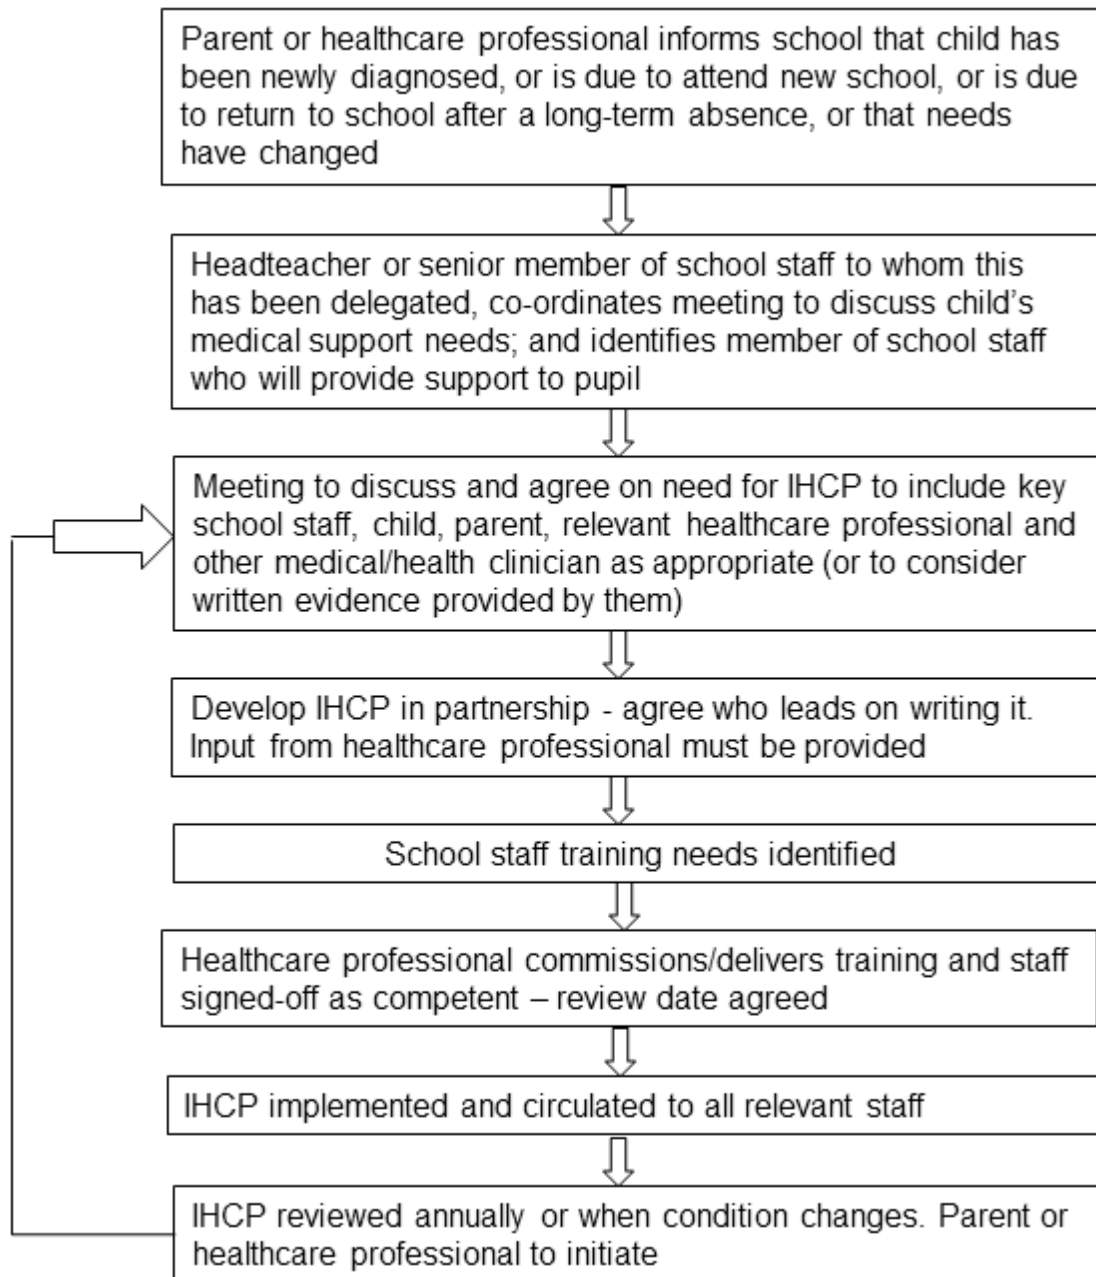 Parent or healthcare professional informs school that child has
been newly diagnosed, or is due to attend new school, or is due
to return to school after a long-term absence, or that needs
have changed
Headteacher or senior member of school staff to whom this
has been delegated, co-ordinates meeting to discuss child's
medical support needs; and identifies member of school staff
who will provide support to pupil
Meeting to discuss and agree on need for IHCP to include key
school staff, child, parent, relevant healthcare professional and
other medical/health clinician as appropriate (or to consider
written evidence provided by them)
Develop IHCP in partnership - agree who leads on writing it.
Input from healthcare professional must be provided
School staff training needs identified
Healthcare professional commissions/delivers training and staff
signed-off as competent – review date agreed
IHCP implemented and circulated to all relevant staff
IHCP reviewed annually or when condition changes. Parent or
healthcare professional to initiate